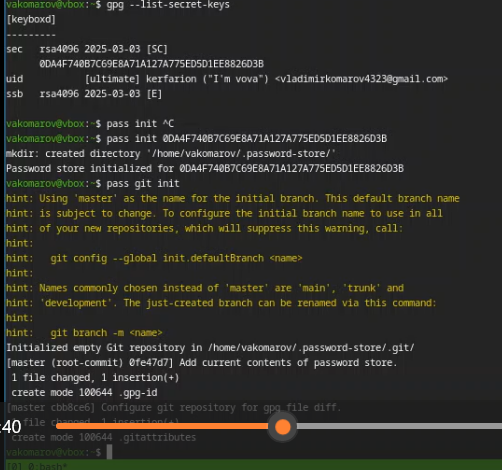 vakomarov@vbox:~$ gpg --list-secret-keys
[keyboxd]
---------
sec   rsa4096 2025-03-03 [SC]
      0DA4F740B7C69E8A71A127A775ED5D1EE8826D3B
uid           [ultimate] kerfarion ("I'm vova") <vladimirkomarov4323@gmail.com>
ssb   rsa4096 2025-03-03 [E]

vakomarov@vbox:~$ pass init ^C
vakomarov@vbox:~$ pass init 0DA4F740B7C69E8A71A127A775ED5D1EE8826D3B
mkdir: created directory '/home/vakomarov/.password-store/'
Password store initialized for 0DA4F740B7C69E8A71A127A775ED5D1EE8826D3B
vakomarov@vbox:~$ pass git init
hint: Using 'master' as the name for the initial branch. This default branch name
hint: is subject to change. To configure the initial branch name to use in all
hint: of your new repositories, which will suppress this warning, call:
hint:
hint:   git config --global init.defaultBranch <name>
hint:
hint: Names commonly chosen instead of 'master' are 'main', 'trunk' and
hint: 'development'. The just-created branch can be renamed via this command:
hint:
hint:   git branch -m <name>
Initialized empty Git repository in /home/vakomarov/.password-store/.git/
[master (root-commit) 0fe47d7] Add current contents of password store.
 1 file changed, 1 insertion(+)
 create mode 100644 .gpg-id
[master cbb8ce6] Configure git repository for gpg file diff.
:40
file changed, 1 insertion(+)
 create mode 100644 .gitattributes
vakomarov@vbox:~$
[0] 0:bash*